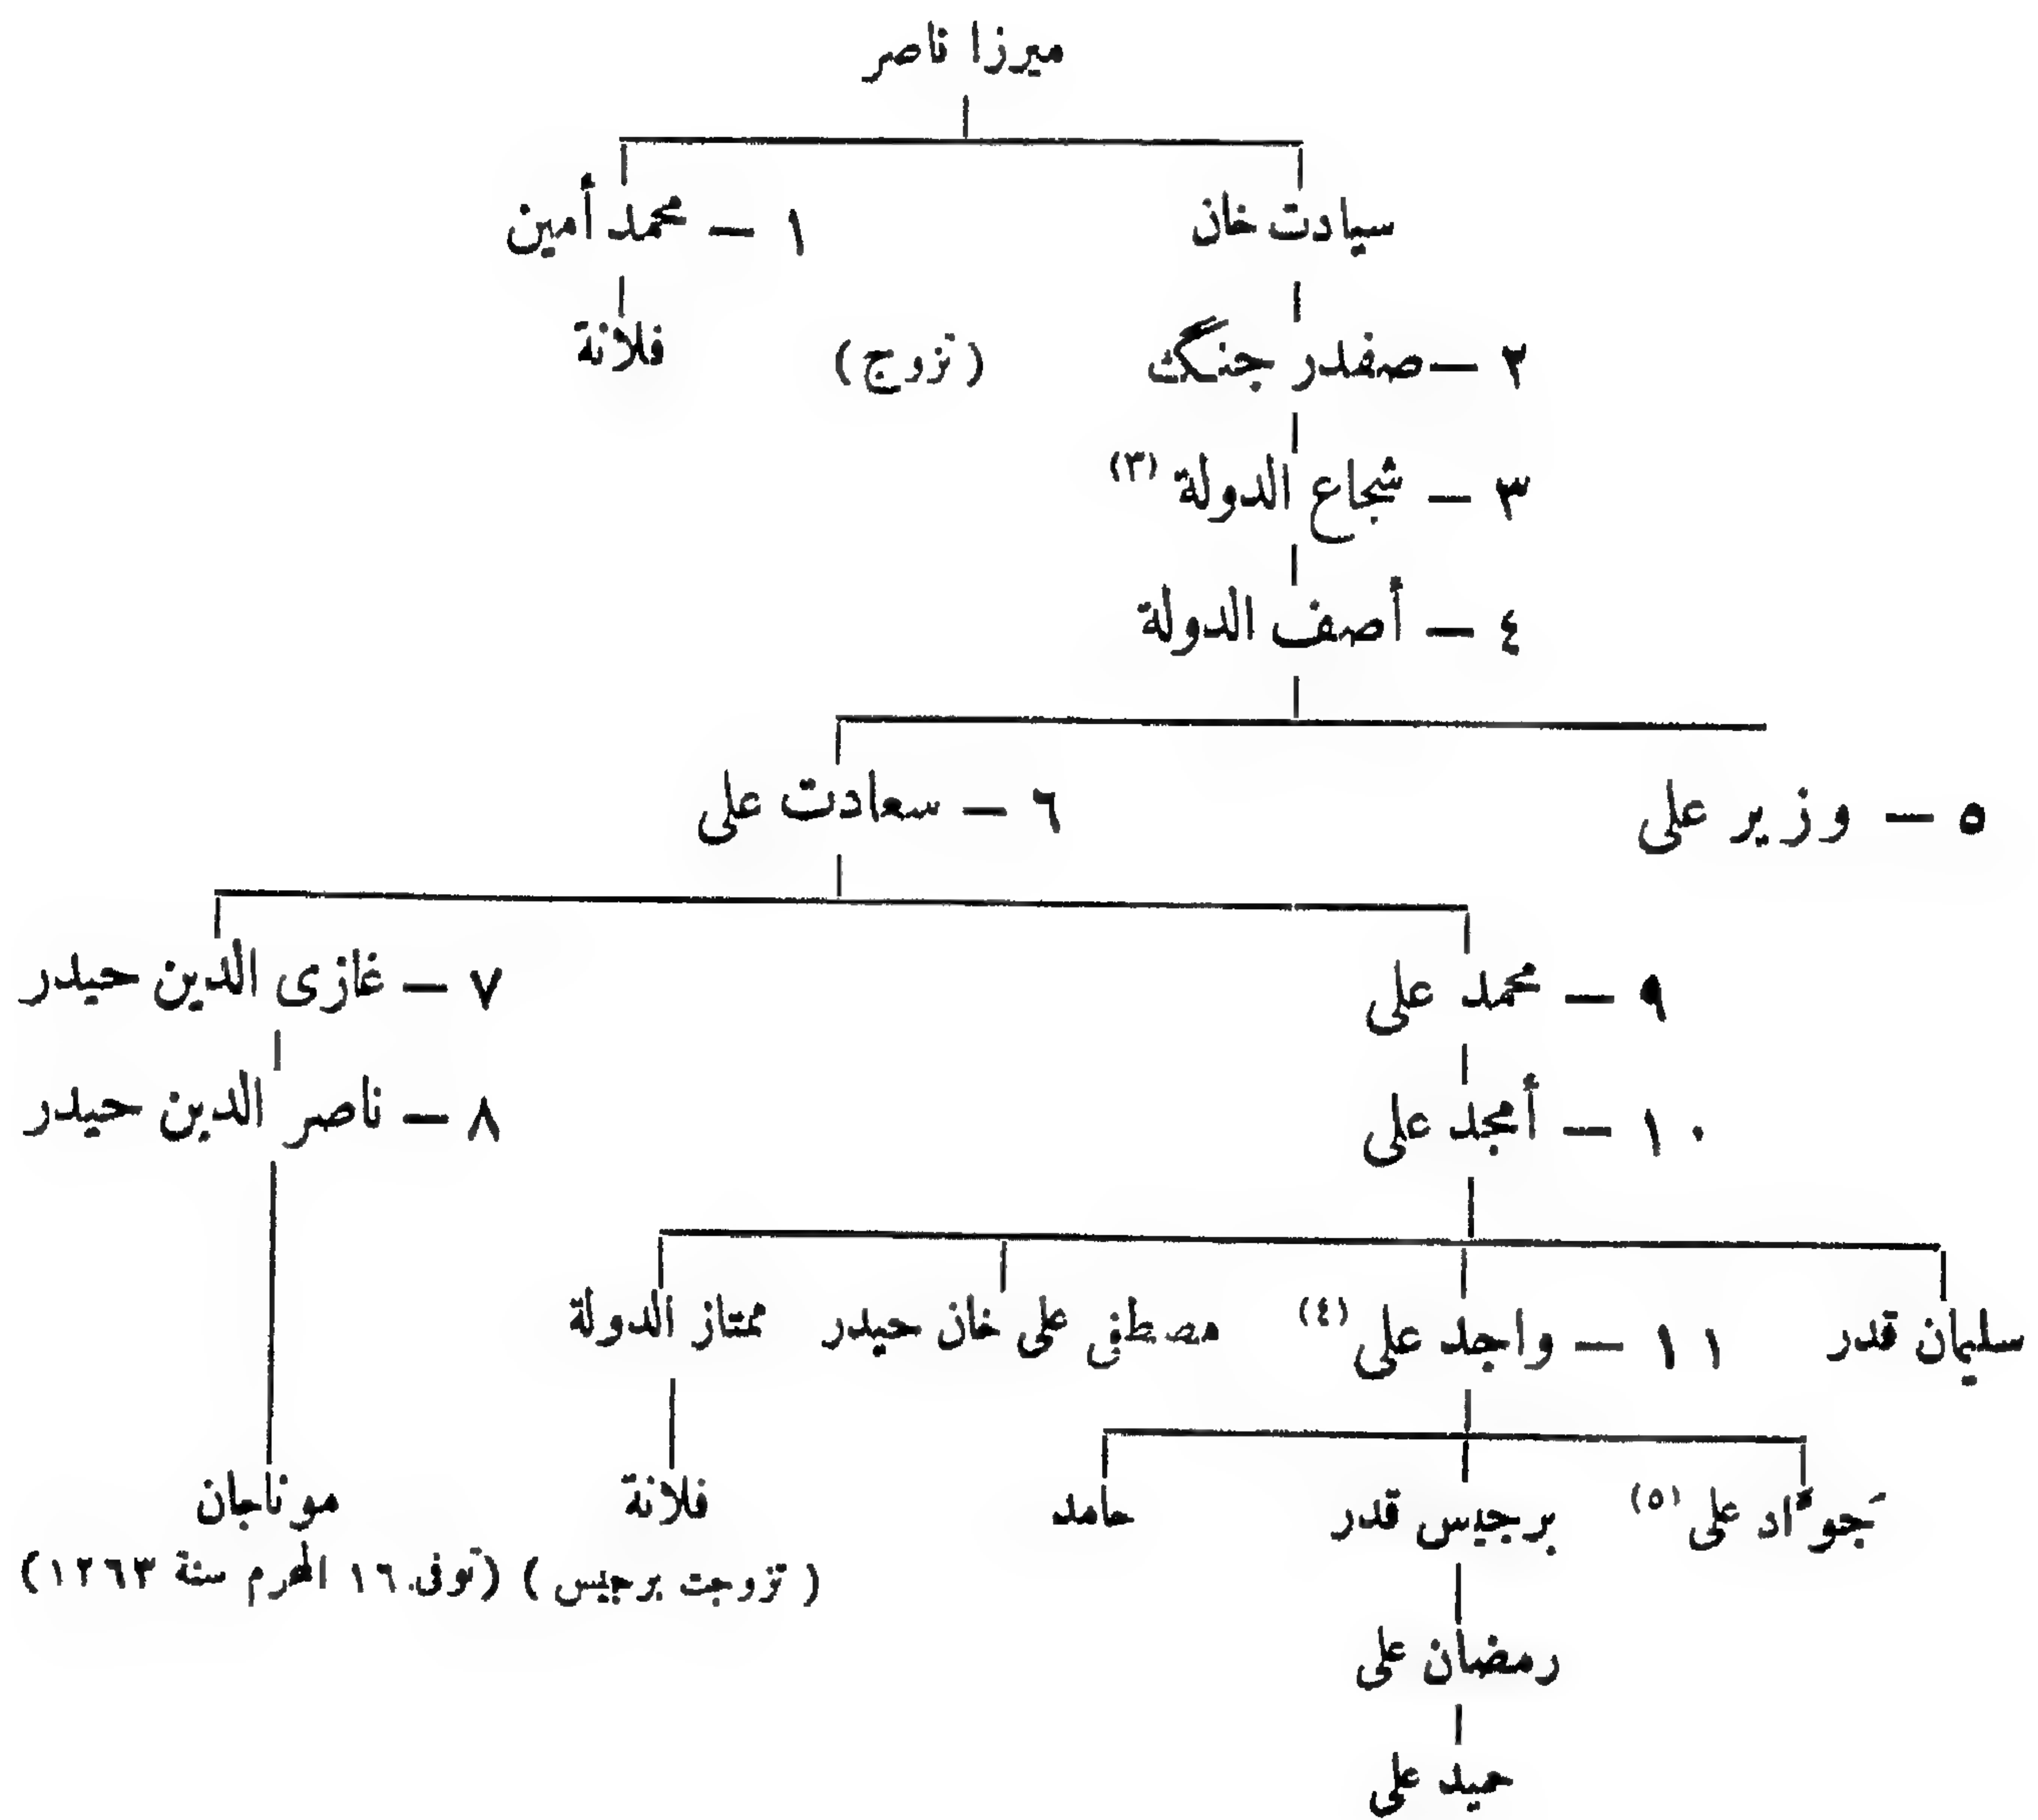 ميرزا ناصر
سيادت خان
١ – محمد أمين
٢ – صفدر جنگ
(تزوج)
فلانة
٣ – شجاع الدولة (٣)
٤ – أصف الدولة
٥ – وزير على
٦ – سعادت على
٩ – محمد على
٧ – غازى الدين حيدر
١٠ – أمجد على
٨ – ناصر الدين حيدر
سليمان قدر
١١ – واجد على (٤)
مصطفى على خان حيدر
ممتاز الدولة
جَوّاد على (٥)
برجيس قدر
حامد
فلانة
(تزوجت برجيس)
موناجان
(توفى ١٦ المحرم سنة ١٢٦٣)
رمضان على
حيد على